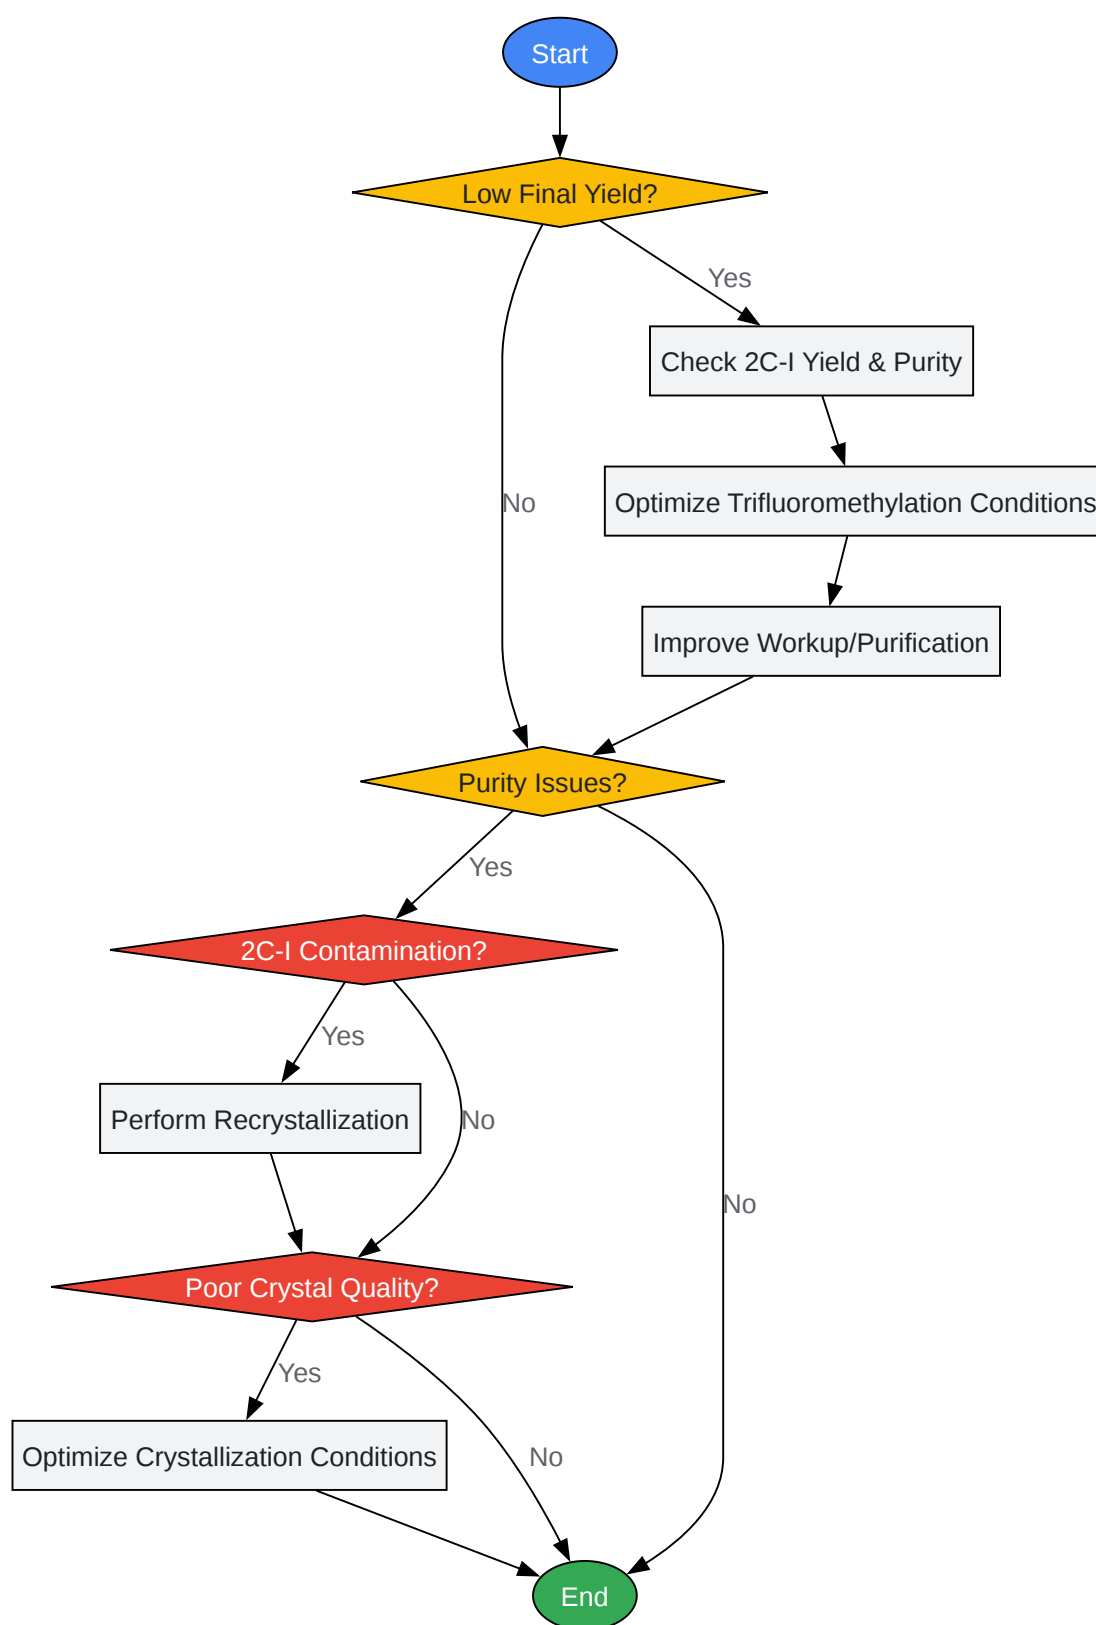 Start
Low Final Yield?
Yes
Check 2C-I Yield & Purity
No
Optimize Trifluoromethylation Conditions
Improve Workup/Purification
Purity Issues?
Yes
2C-I Contamination?
Yes
Perform Recrystallization
No
No
Poor Crystal Quality?
Yes
Optimize Crystallization Conditions
No
End